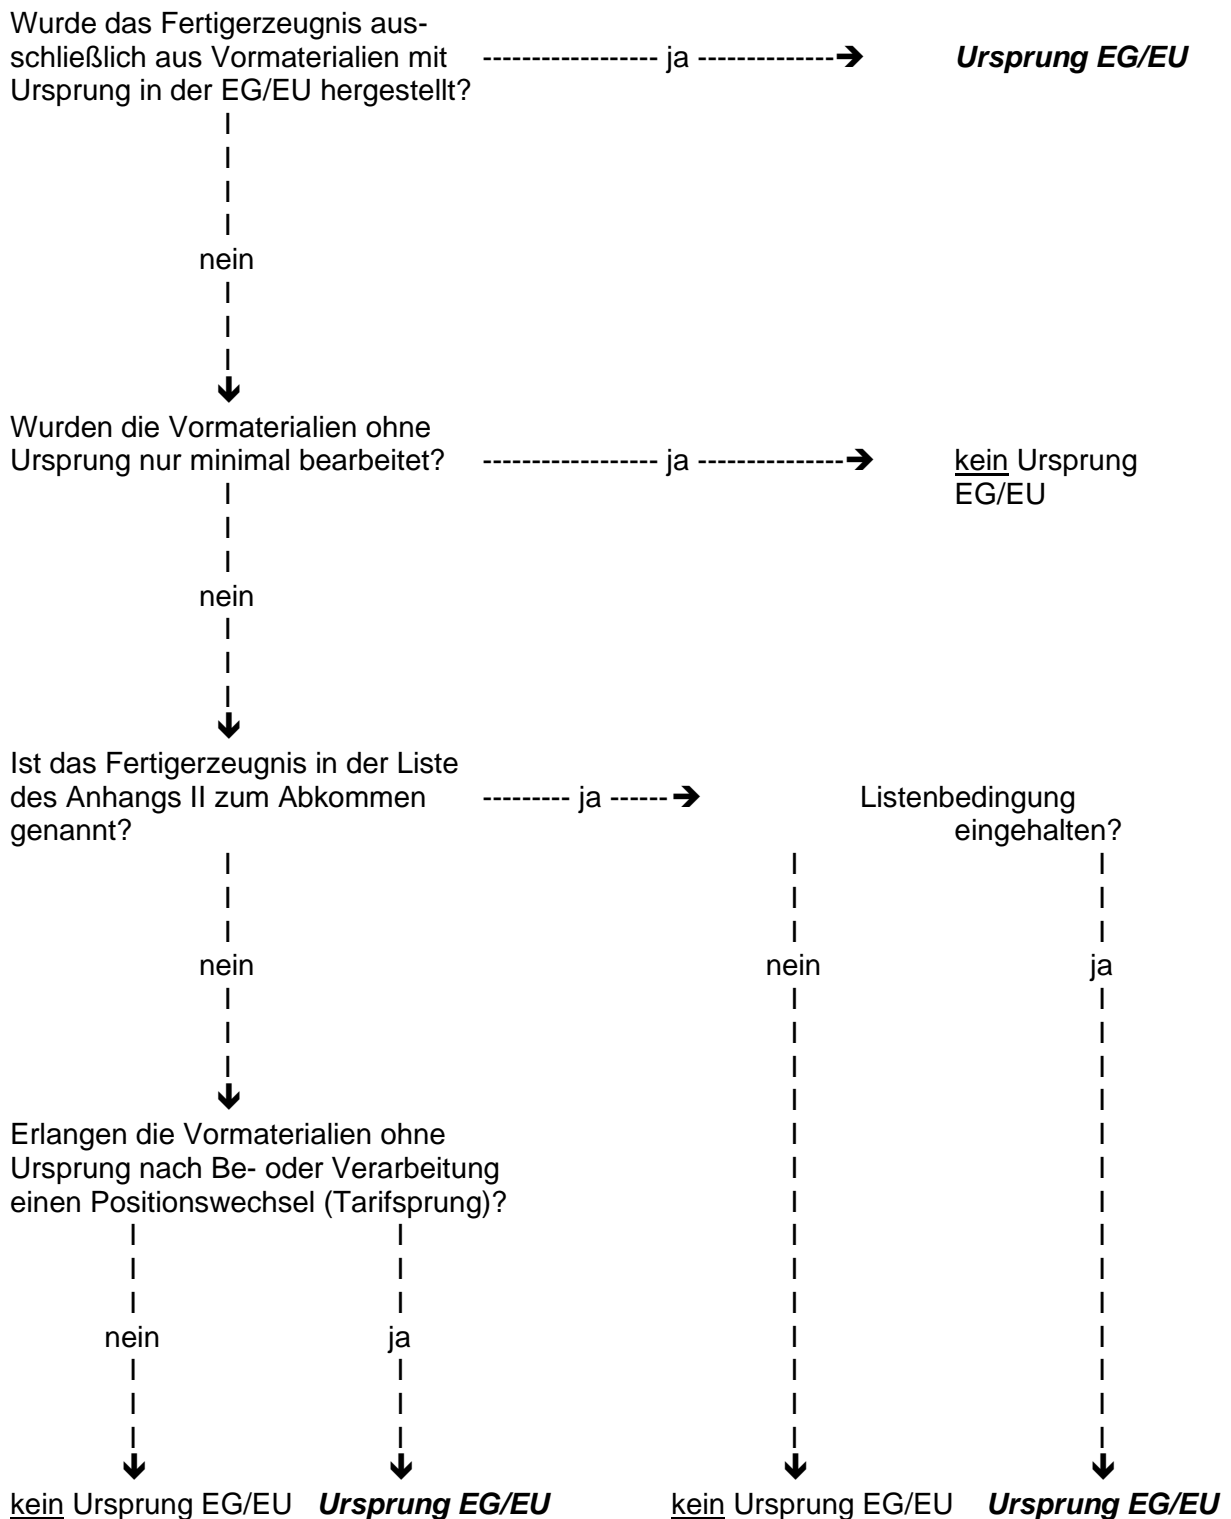 Wurde das Fertigerzeugnis aus-
schließlich aus Vormaterialien mit ------------------ ja --------------🡺 Ursprung EG/EU
Ursprung in der EG/EU hergestellt?
nein
Wurden die Vormaterialien ohne
Ursprung nur minimal bearbeitet? ------------------ ja ---------------🡺 kein Ursprung
EG/EU
nein
Ist das Fertigerzeugnis in der Liste
des Anhangs II zum Abkommen --------- ja ------🡺 Listenbedingung
genannt? eingehalten?
nein nein ja
Erlangen die Vormaterialien ohne
Ursprung nach Be- oder Verarbeitung
einen Positionswechsel (Tarifsprung)?
nein ja
kein Ursprung EG/EU Ursprung EG/EU kein Ursprung EG/EU Ursprung EG/EU